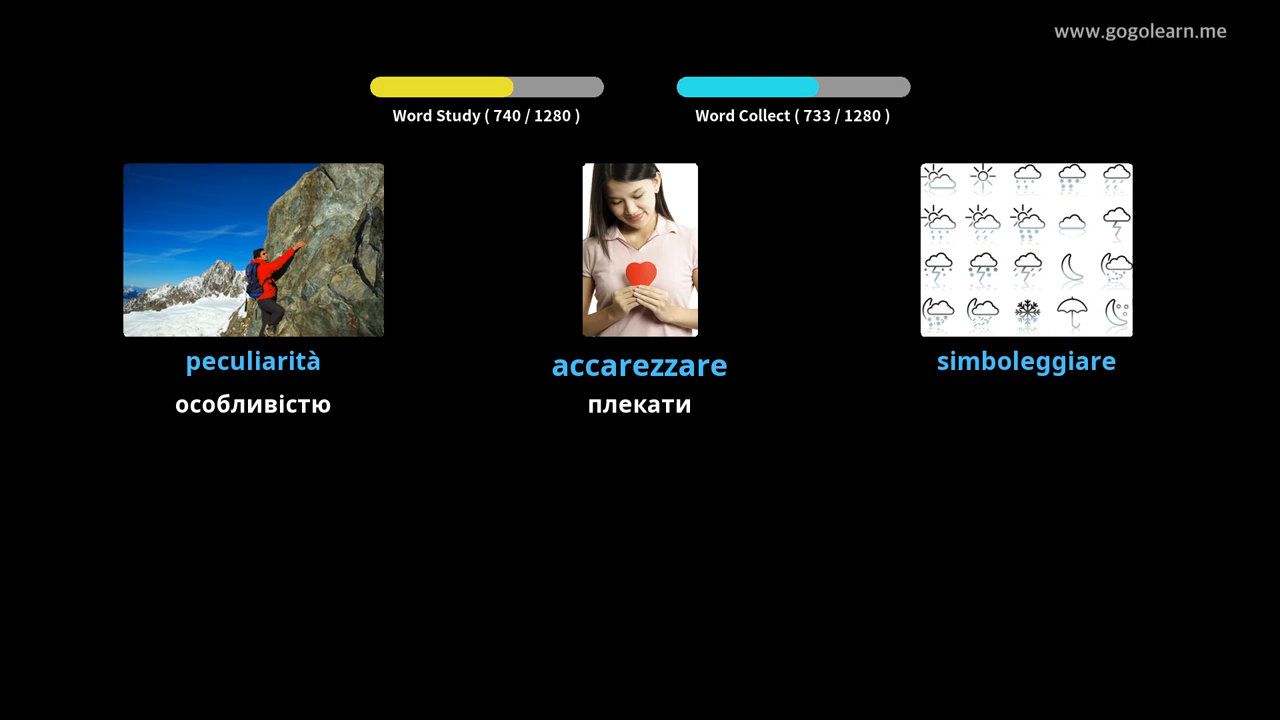 www.gogolearn.me
Word Study ( 740 / 1280 )
Word Collect ( 733 / 1280 )
peculiarità
accarezzare
simboleggiare
особливістю
плекати